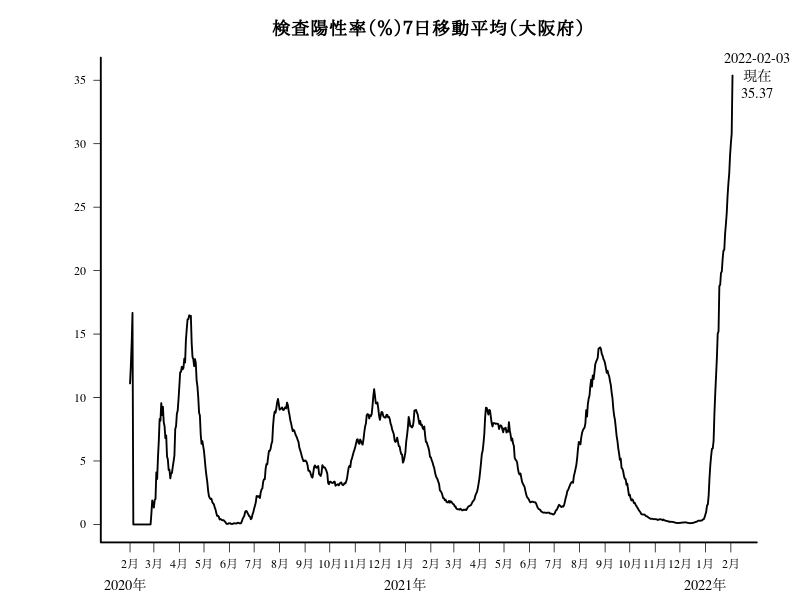 検査陽性率(%)7日移動平均(大阪府)
2022-02-03
現在
35.37
35
30
25
20
15
10
5
0
2月 3月 4月 5月 6月 7月 8月 9月 10月 11月 12月 1月 2月 3月 4月 5月 6月 7月 8月 9月 10月 11月 12月 1月 2月
2020年 2021年 2022年